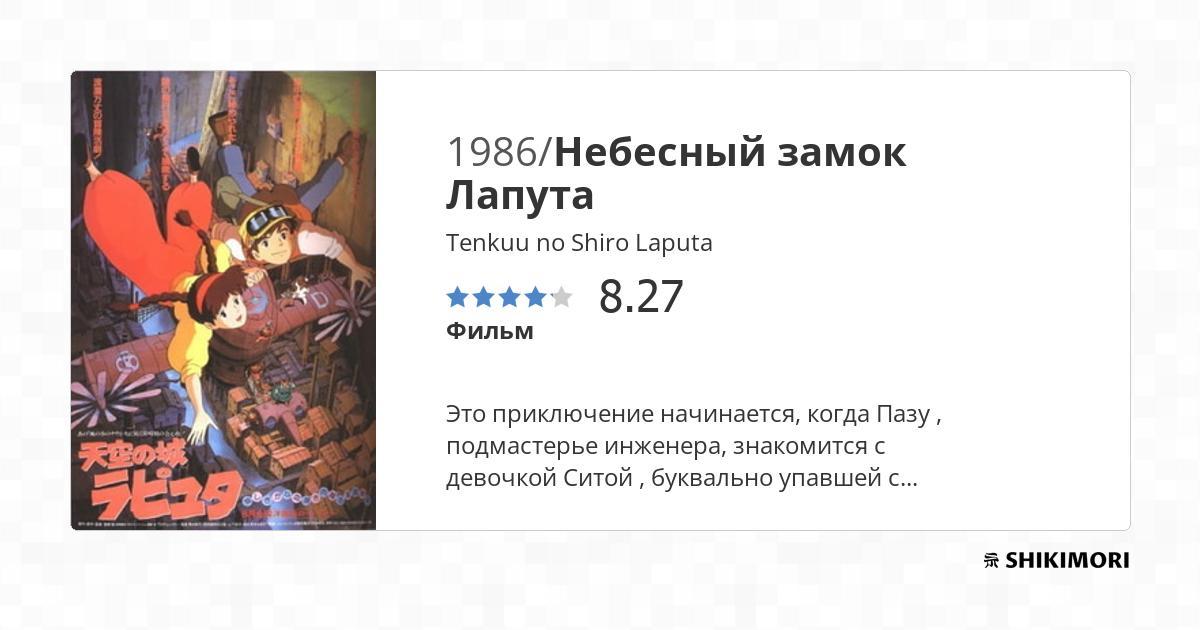 1986/Небесный замок
Лапута
Tenkuu no Shiro Laputa
8.27
Фильм
Это приключение начинается, когда Пазу ,
подмастерье инженера, знакомится с
девочкой Ситой , буквально упавшей с...
天空の城
ラピュタ
SHIKIMORI